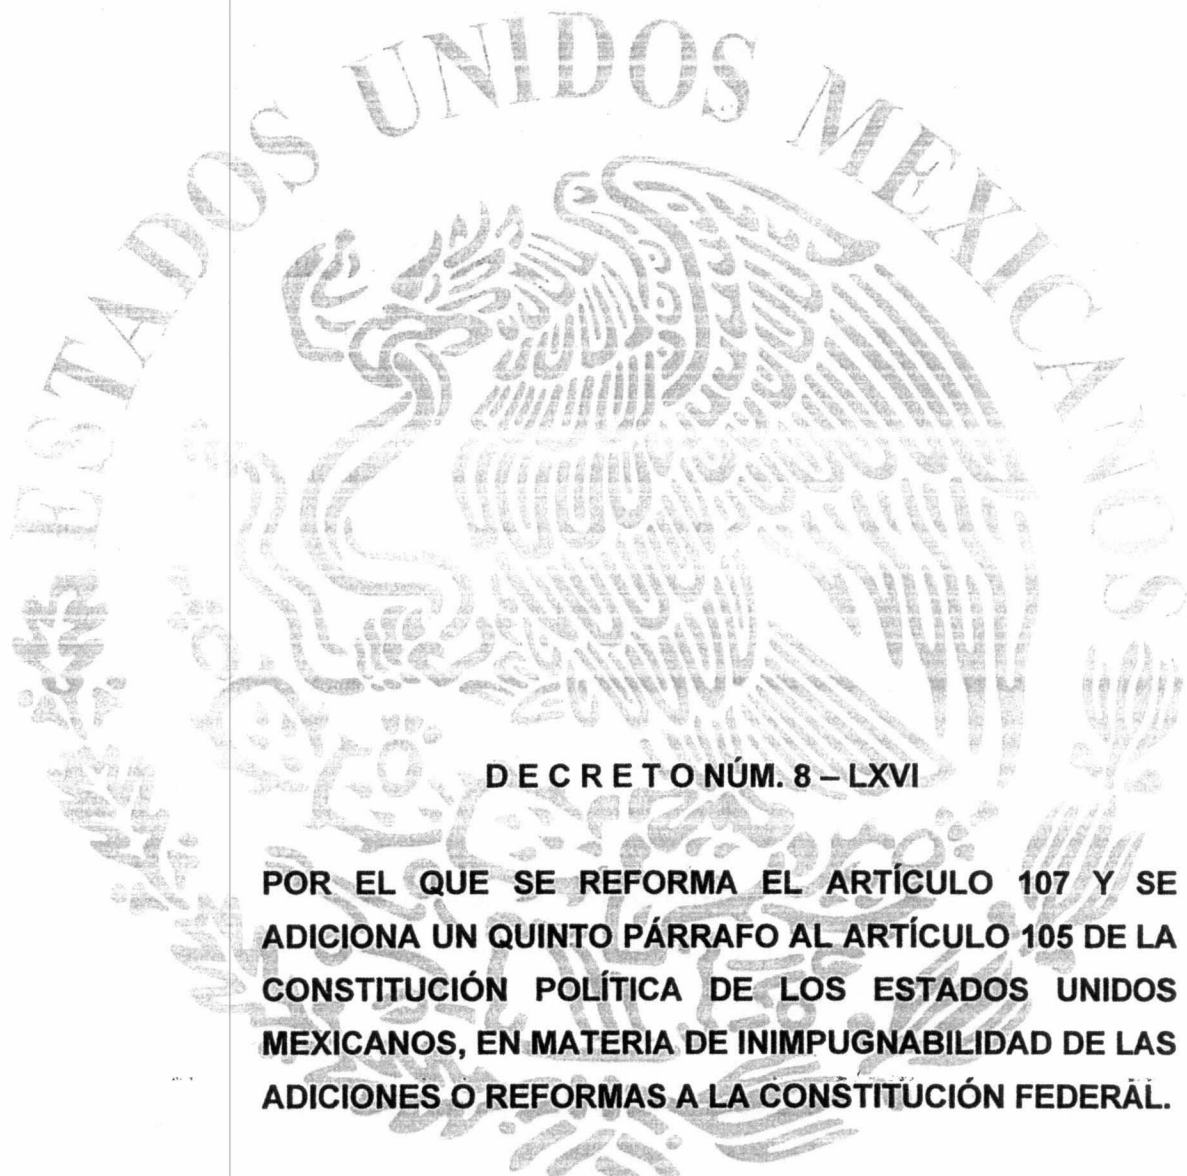 ESTADOS UNIDOS MEXICANOS
D E C R E T O NÚM. 8 – LXVI
POR EL QUE SE REFORMA EL ARTÍCULO 107 Y SE
ADICIONA UN QUINTO PÁRRAFO AL ARTÍCULO 105 DE LA
CONSTITUCIÓN POLÍTICA DE LOS ESTADOS UNIDOS
MEXICANOS, EN MATERIA DE INIMPUGNABILIDAD DE LAS
ADICIONES O REFORMAS A LA CONSTITUCIÓN FEDERAL.